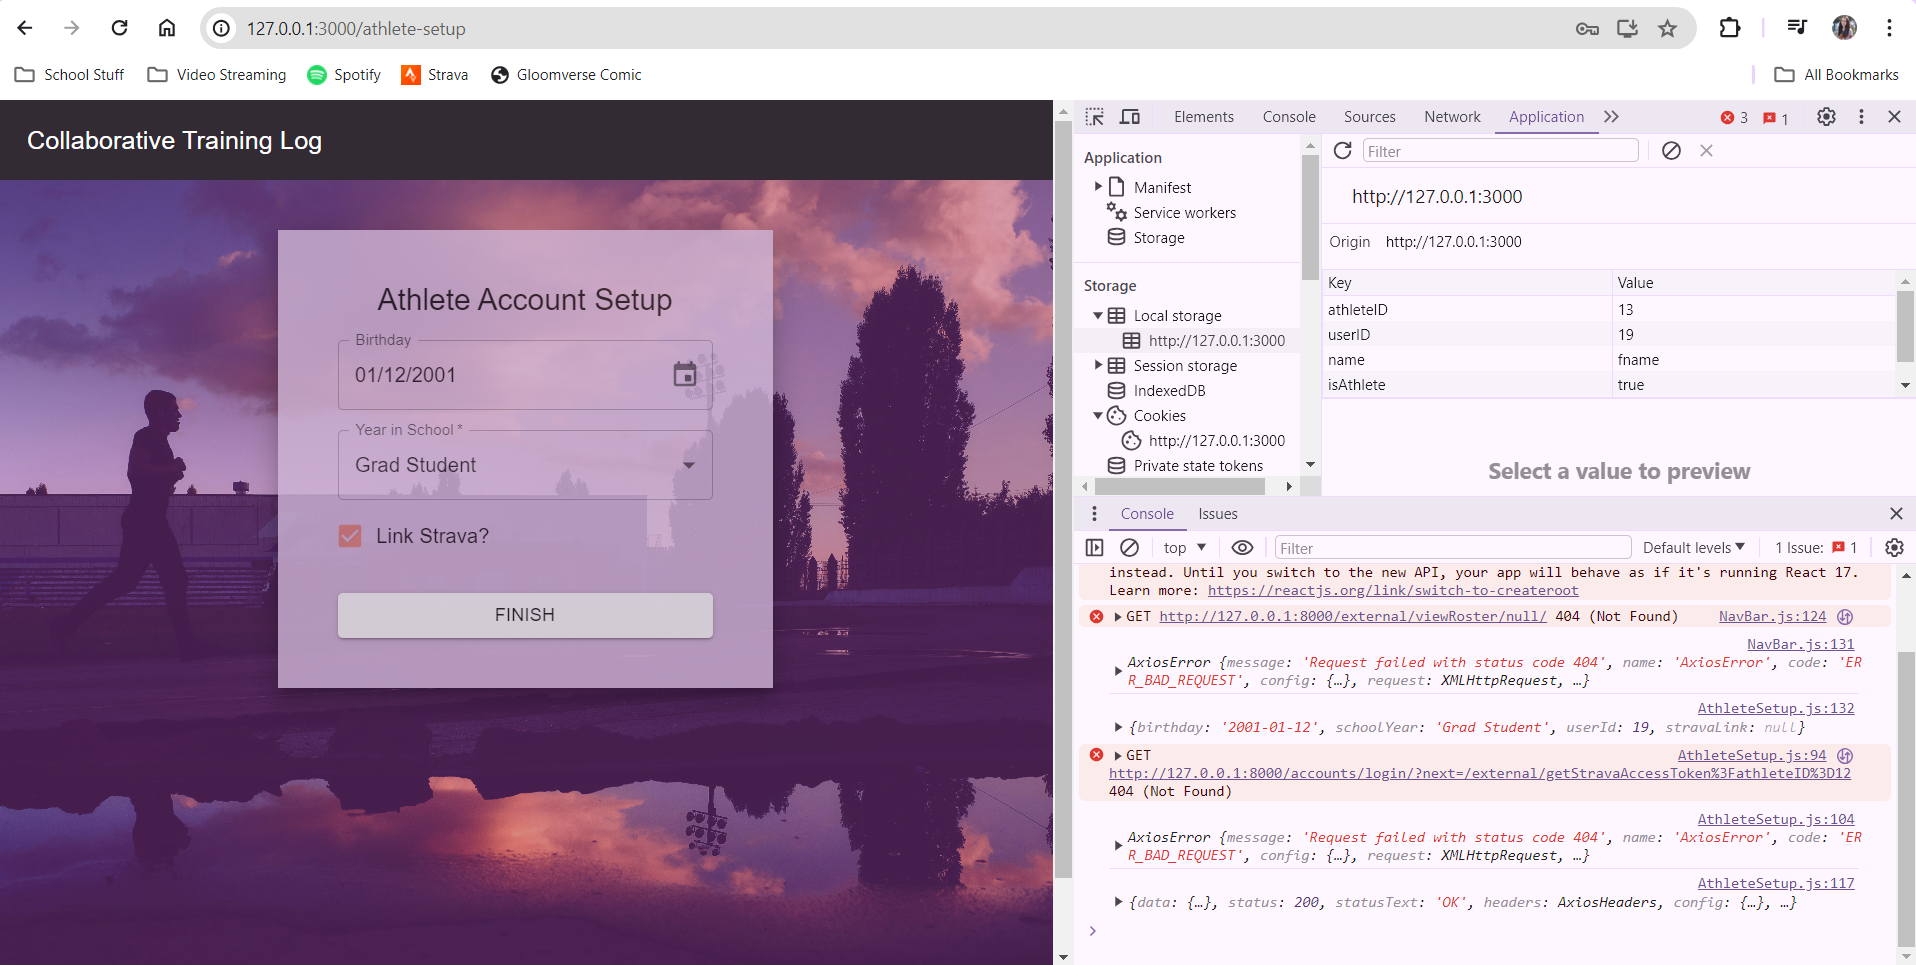 127.0.0.1:3000/athlete-setup
School Stuff Video Streaming Spotify Strava Gloomverse Comic All Bookmarks
Collaborative Training Log
Athlete Account Setup
Birthday
01/12/2001
Year in School *
Grad Student
Link Strava?
FINISH
Elements Console Sources Network Application 3 1
Application
Manifest
Service workers
Storage
Storage
Local storage
http://127.0.0.1:3000
Session storage
IndexedDB
Cookies
http://127.0.0.1:3000
Private state tokens
Filter
http://127.0.0.1:3000
Origin http://127.0.0.1:3000
Key Value
athleteID 13
userID 19
name fname
isAthlete true
Select a value to preview
Console Issues
top Filter Default levels 1 Issue: 1
instead. Until you switch to the new API, your app will behave as if it's running React 17.
Learn more: https://reactjs.org/link/switch-to-createroot
GET http://127.0.0.1:8000/external/viewRoster/null/ 404 (Not Found) NavBar.js:124
NavBar.js:131
AxiosError {message: 'Request failed with status code 404', name: 'AxiosError', code: 'ER
R_BAD_REQUEST', config: {…}, request: XMLHttpRequest, …}
AthleteSetup.js:132
{birthday: '2001-01-12', schoolYear: 'Grad Student', userId: 19, stravaLink: null}
GET AthleteSetup.js:94
http://127.0.0.1:8000/accounts/login/?next=/external/getStravaAccessToken%3FathleteID%3D12
404 (Not Found)
AthleteSetup.js:104
AxiosError {message: 'Request failed with status code 404', name: 'AxiosError', code: 'ER
R_BAD_REQUEST', config: {…}, request: XMLHttpRequest, …}
AthleteSetup.js:117
{data: {…}, status: 200, statusText: 'OK', headers: AxiosHeaders, config: {…}, …}